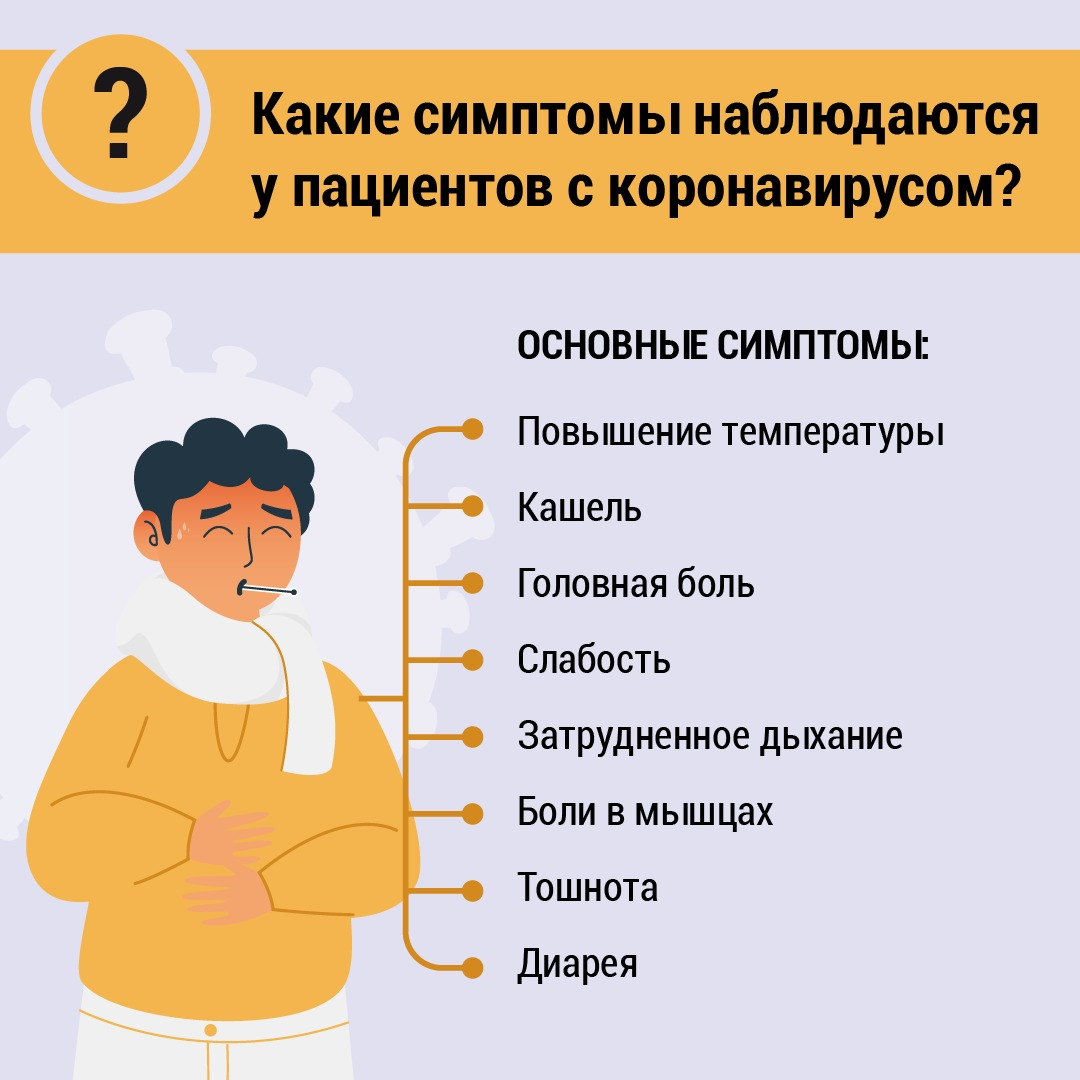 ?
Какие симптомы наблюдаются
у пациентов с коронавирусом?
ОСНОВНЫЕ СИМПТОМЫ:
Повышение температуры
Кашель
Головная боль
Слабость
Затрудненное дыхание
Боли в мышцах
Тошнота
Диарея